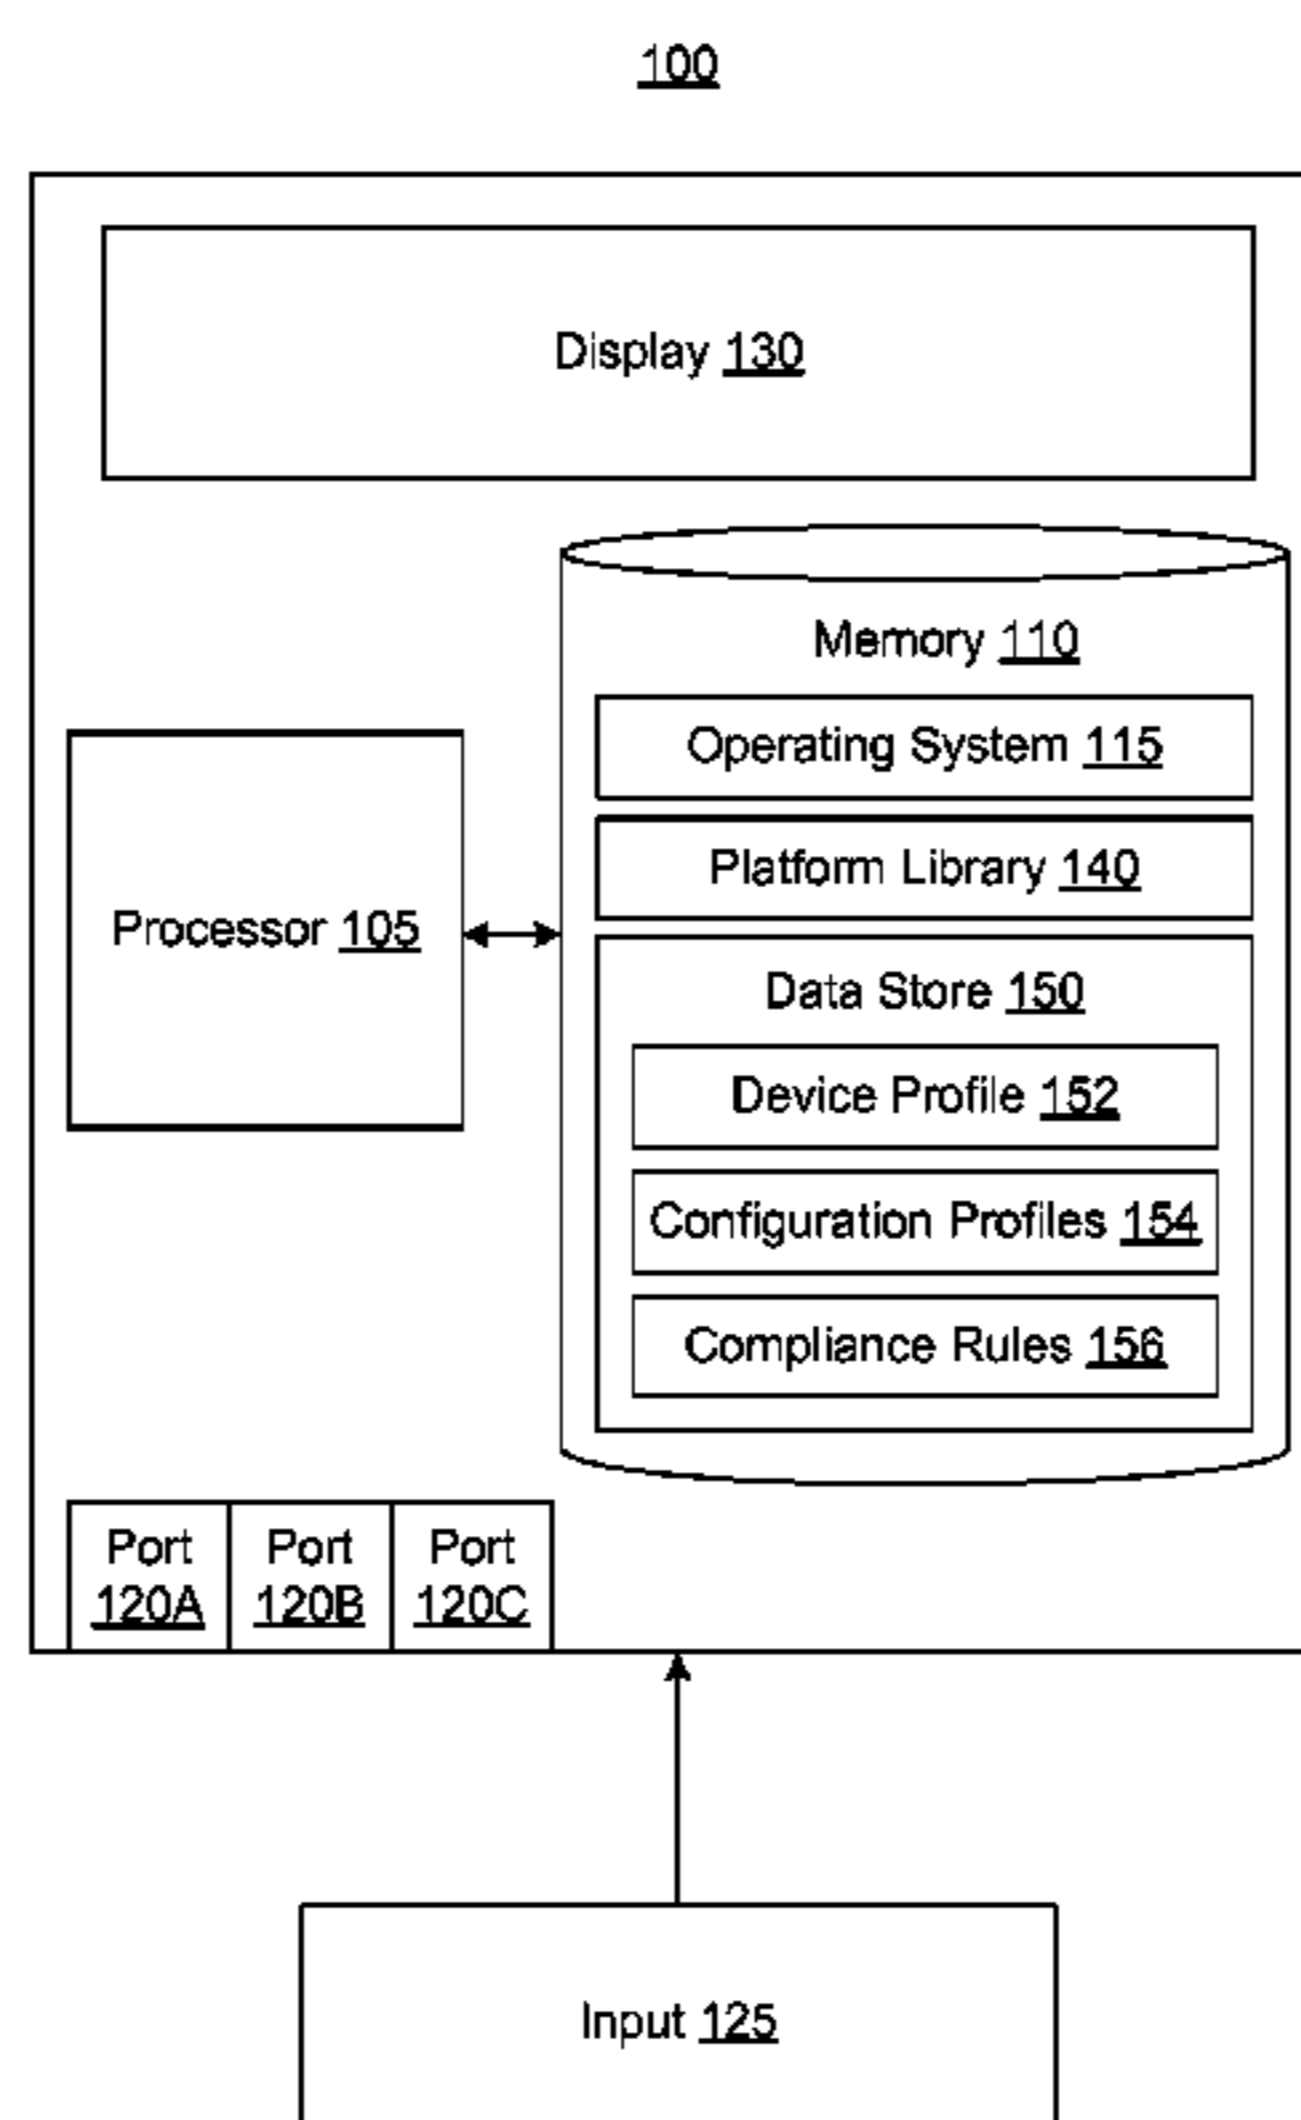 100
Display 130
Memory 110
Operating System 115
Platform Library 140
Processor 105
Data Store 150
Device Profile 152
Configuration Profiles 154
Compliance Rules 156
Port 120A
Port 120B
Port 120C
Input 125